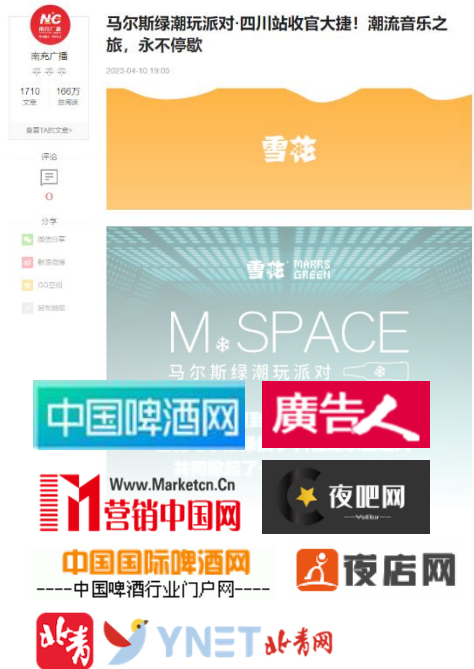 马尔斯绿潮玩派对·四川站收官大捷！潮流音乐之旅，永不停歇
2023-04-10 19:05
NC
南充广播
1710
文章
166万
总阅读
查看TA的文章>
评论
0
分享
微信分享
新浪微博
QQ空间
复制链接
雪花
雪花
MARRS
GREEN
M SPACE
马尔斯绿潮玩派对
中国啤酒网
廣告人
Www.Marketcn.Cn
营销中国网
夜吧网
中国国际啤酒网
----中国啤酒行业门户网----
夜店网
北青
YNET 北青网